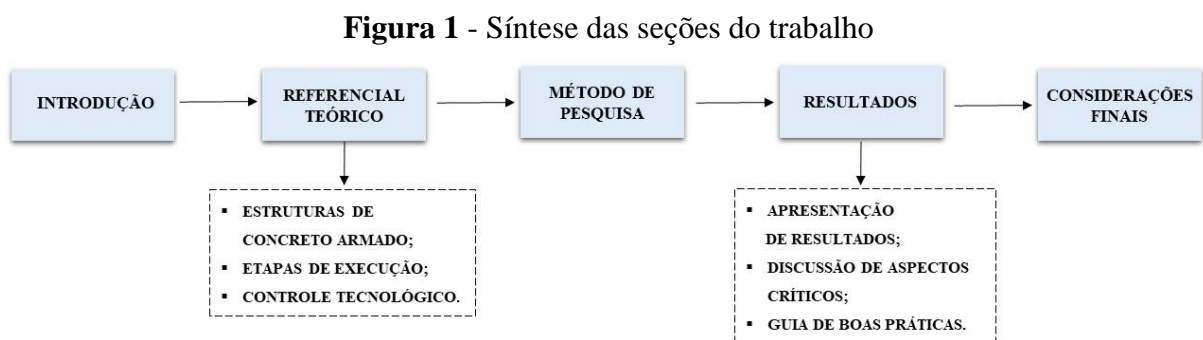 Figura 1 - Síntese das seções do trabalho
INTRODUÇÃO
REFERENCIAL
TEÓRICO
MÉTODO DE
PESQUISA
RESULTADOS
CONSIDERAÇÕES
FINAIS
▪ ESTRUTURAS DE
CONCRETO ARMADO;
▪ ETAPAS DE EXECUÇÃO;
▪ CONTROLE TECNOLÓGICO.
▪ APRESENTAÇÃO
DE RESULTADOS;
▪ DISCUSSÃO DE ASPECTOS
CRÍTICOS;
▪ GUIA DE BOAS PRÁTICAS.